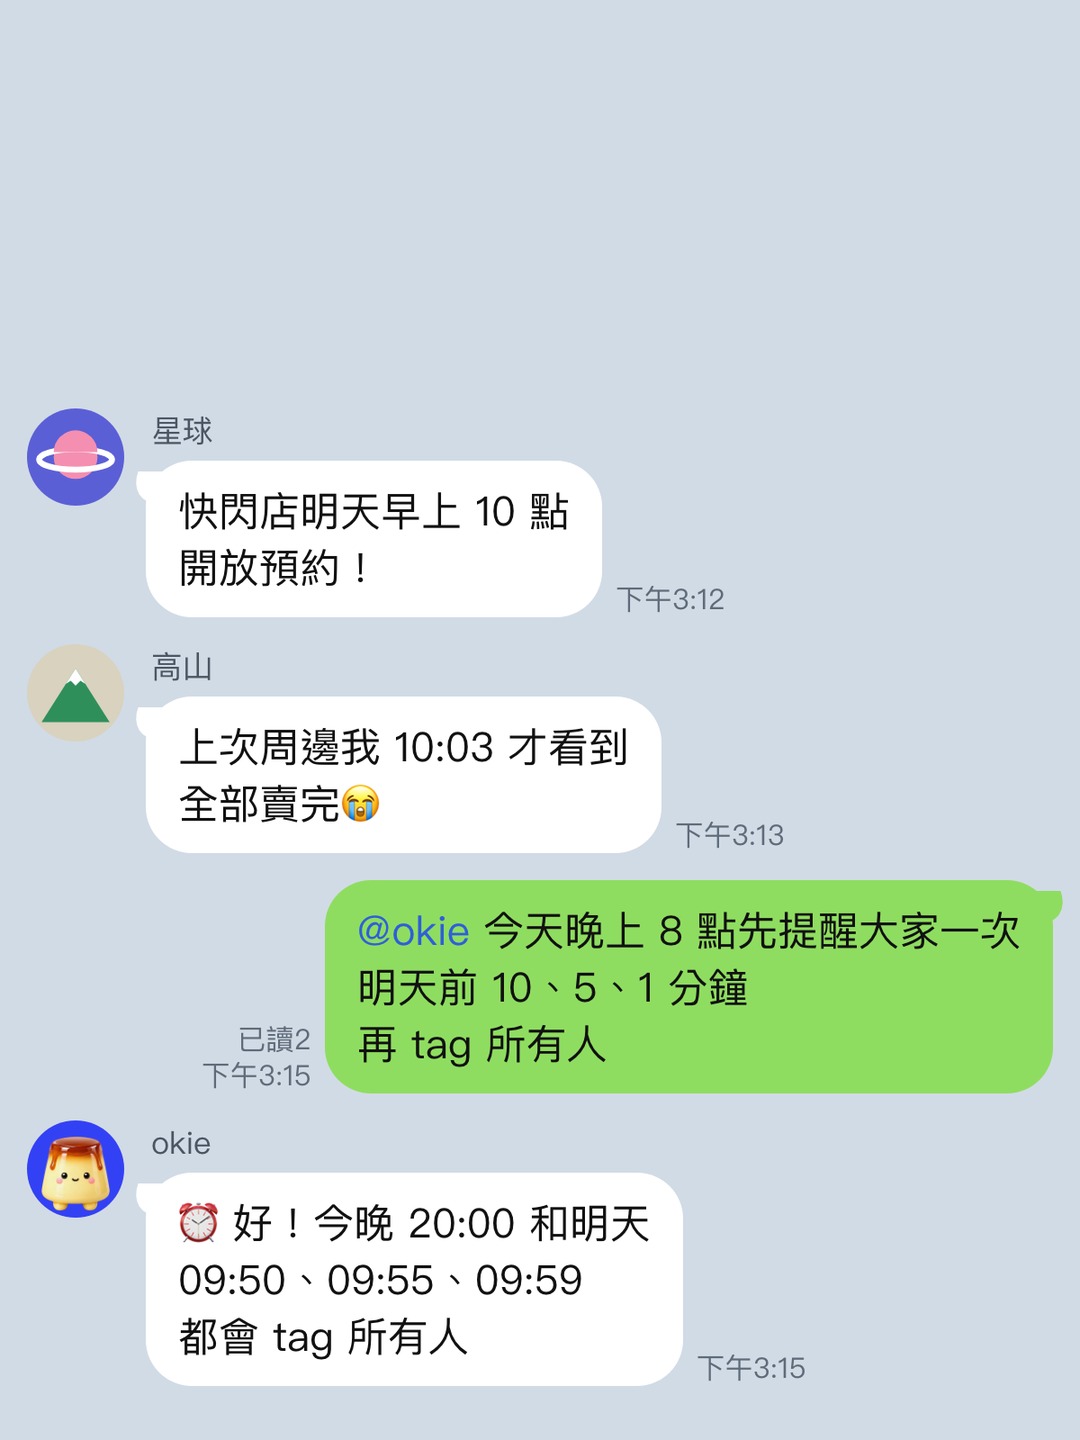 星球
快閃店明天早上 10 點
開放預約！
下午3:12
高山
上次周邊我 10:03 才看到
全部賣完😭
下午3:13
@okie 今天晚上 8 點先提醒大家一次
明天前 10、5、1 分鐘
再 tag 所有人
已讀2
下午3:15
okie
⏰ 好！今晚 20:00 和明天
09:50、09:55、09:59
都會 tag 所有人
下午3:15